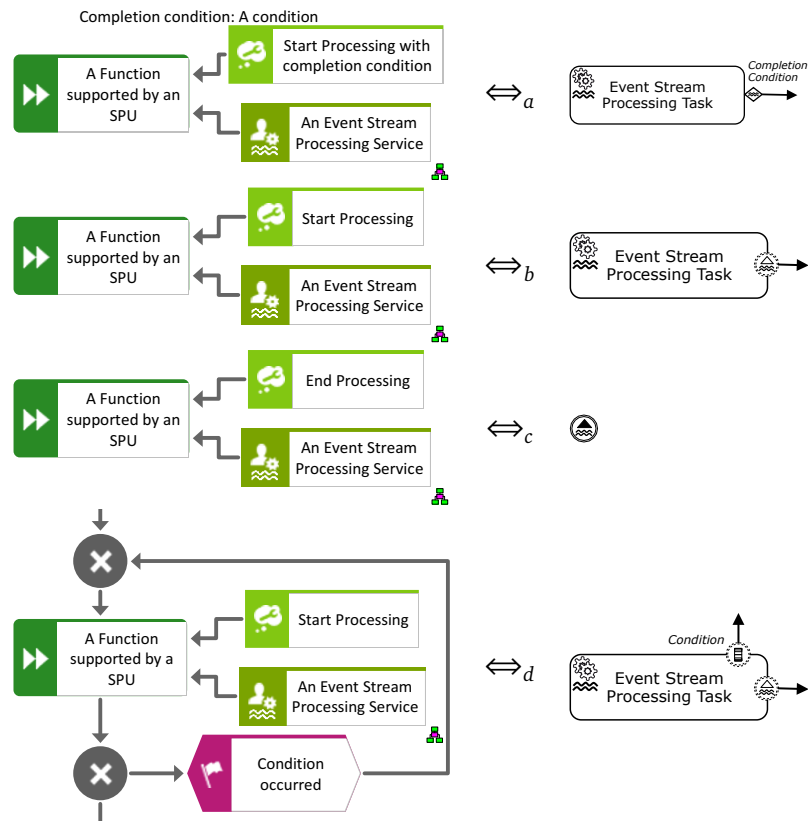 Completion condition: A condition
A Function
supported by an
SPU
Start Processing with
completion condition
An Event Stream
Processing Service
⇔a
Event Stream
Processing Task
Completion
Condition
A Function
supported by an
SPU
Start Processing
An Event Stream
Processing Service
⇔b
Event Stream
Processing Task
A Function
supported by an
SPU
End Processing
An Event Stream
Processing Service
⇔c
A Function
supported by a
SPU
Start Processing
An Event Stream
Processing Service
Condition
occurred
⇔d
Condition
Event Stream
Processing Task